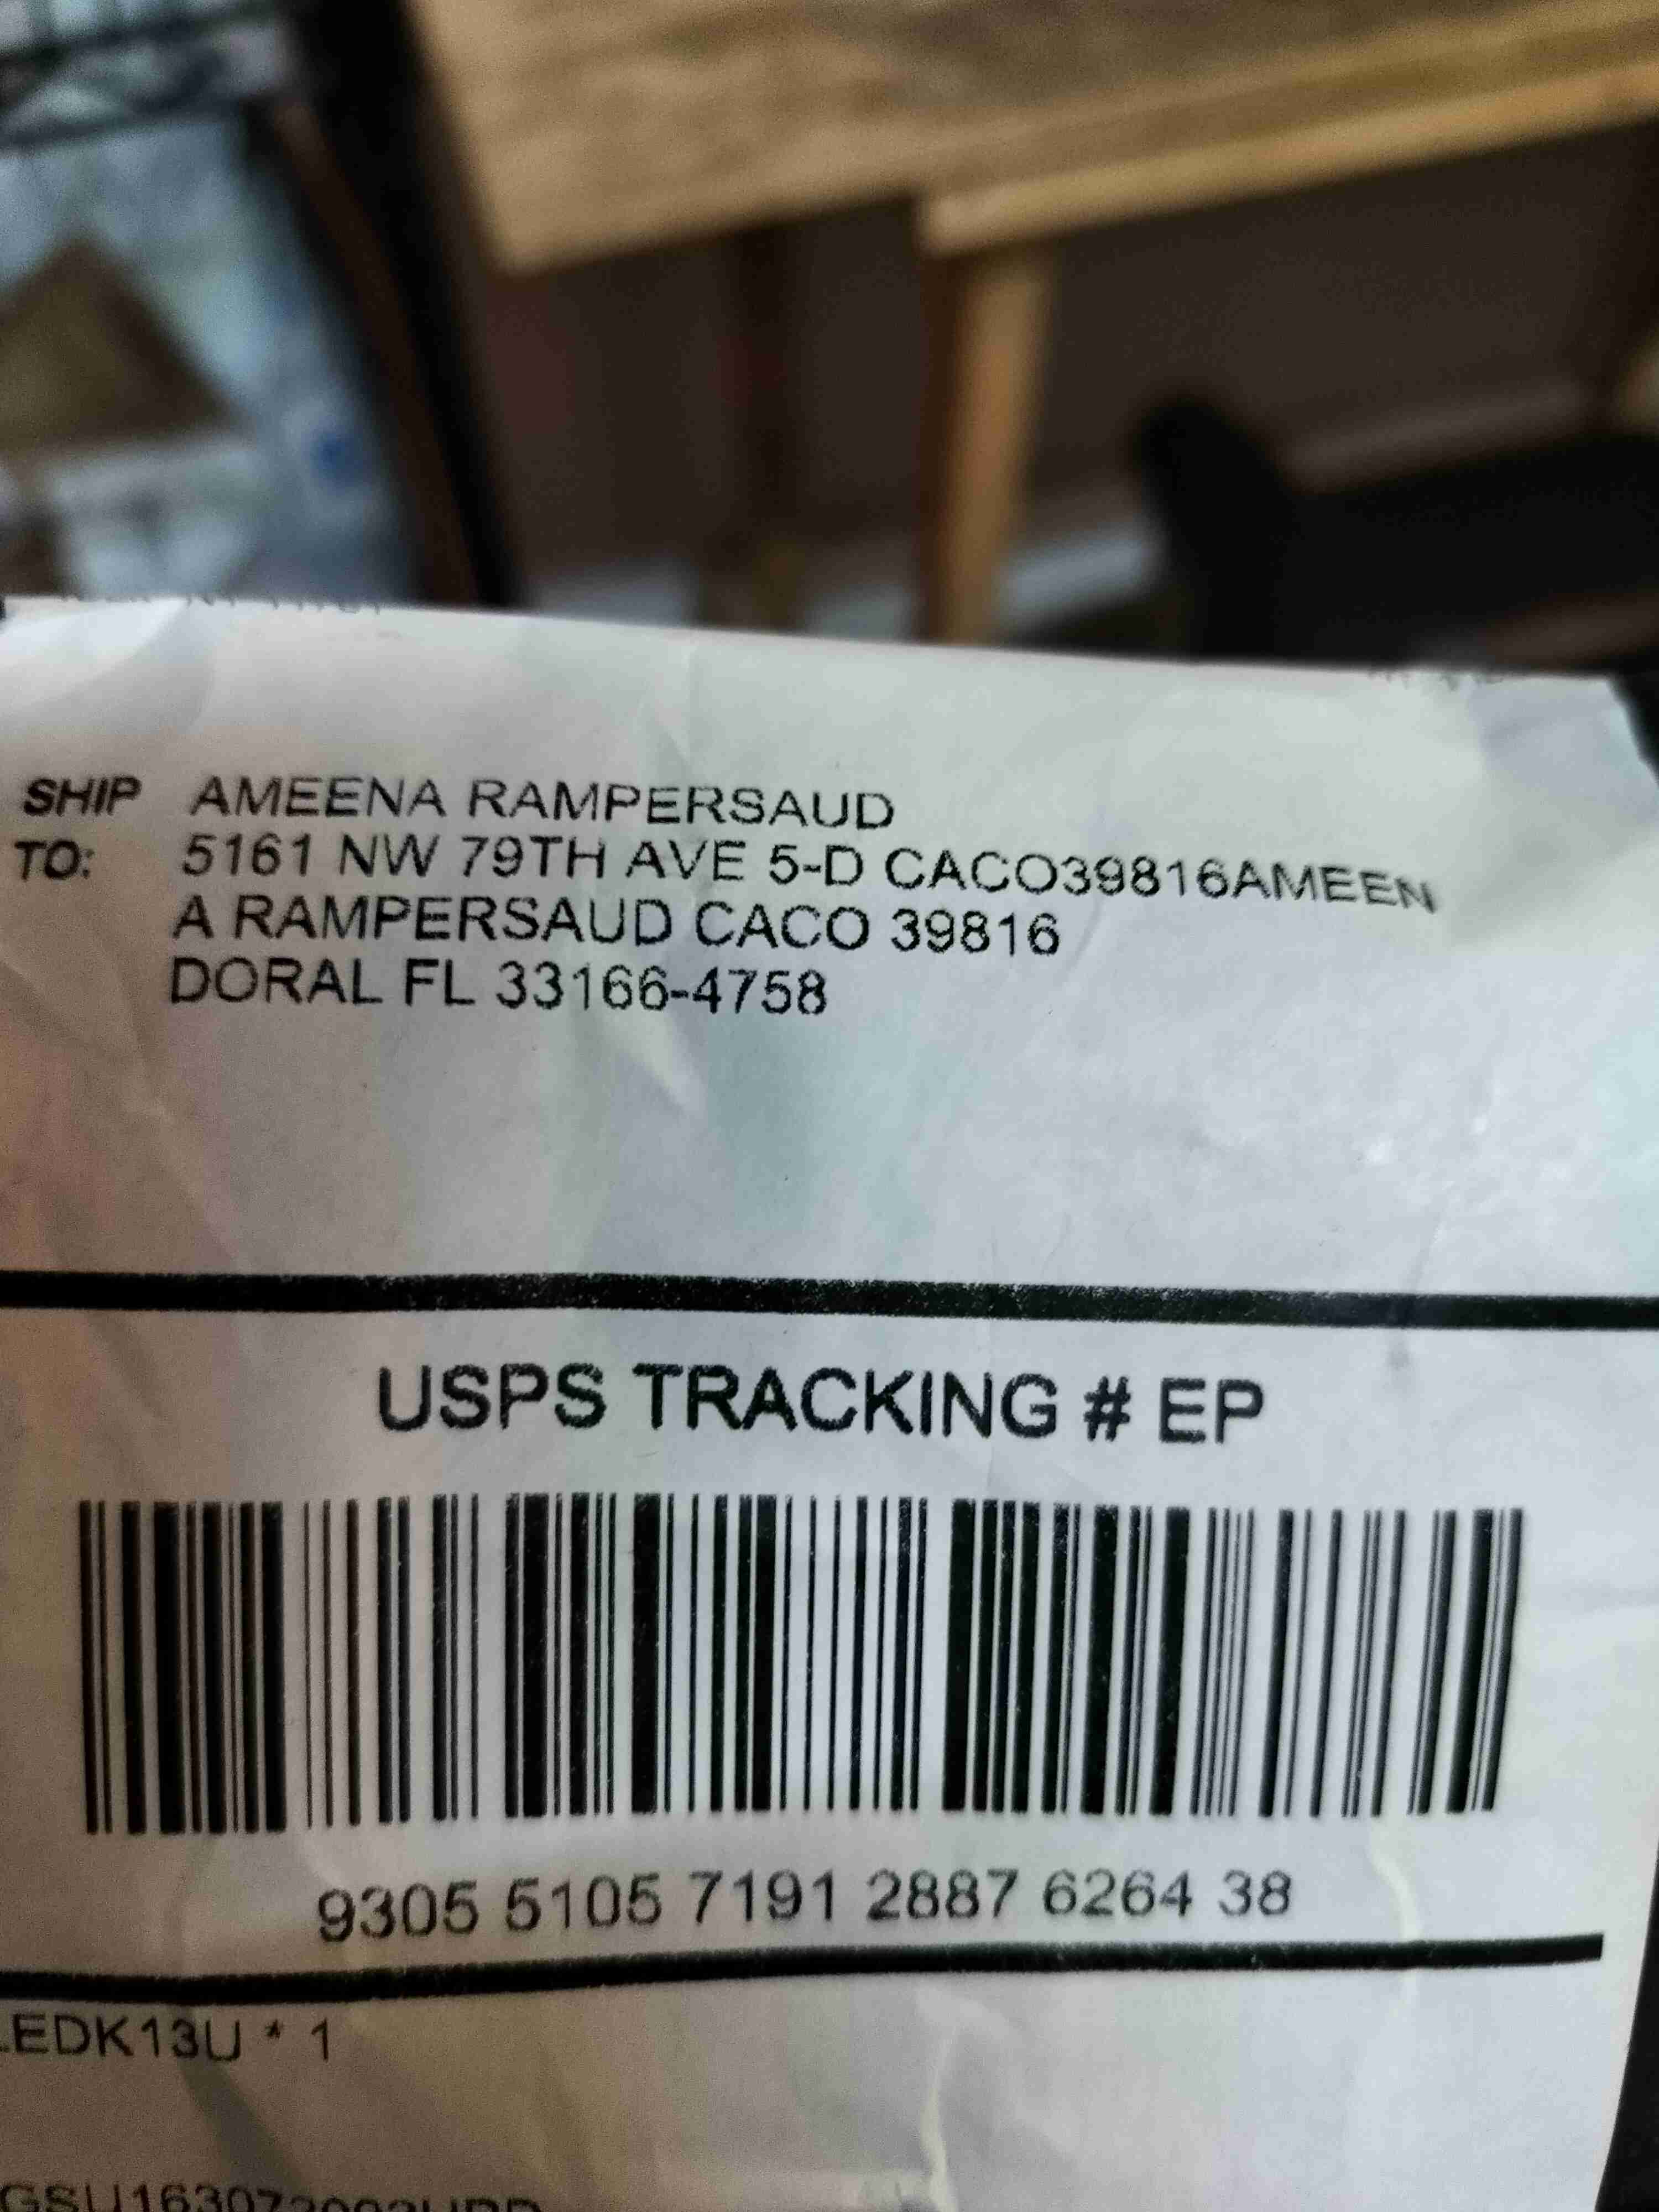 SHIP AMEENA RAMPERSAUD
TO: 5161 NW 79TH AVE 5-D CACO39816AMEEN
A RAMPERSAUD CACO 39816
DORAL FL 33166-4758
USPS TRACKING # EP
9305 5105 7191 2887 6264 38
EDK13U * 1